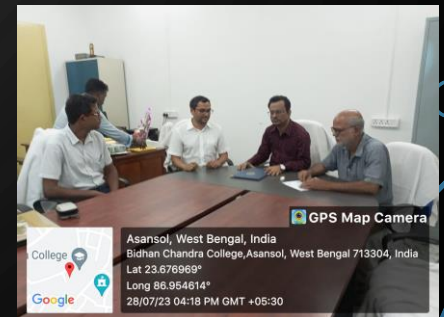 GPS Map Camera
College
Google
Asansol, West Bengal, India
Bidhan Chandra College,Asansol, West Bengal 713304, India
Lat 23.676969°
Long 86.954614°
28/07/23 04:18 PM GMT +05:30